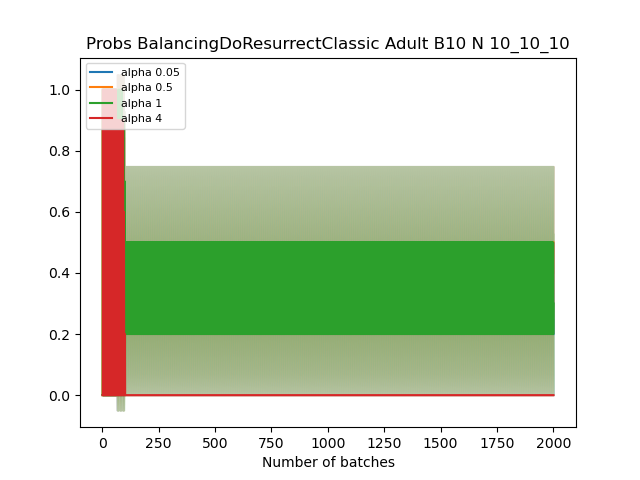 Probs BalancingDoResurrectClassic Adult B10 N 10_10_10
alpha 0.05
alpha 0.5
alpha 1
alpha 4
1.0
0.8
0.6
0.4
0.2
0.0
0 250 500 750 1000 1250 1500 1750 2000
Number of batches